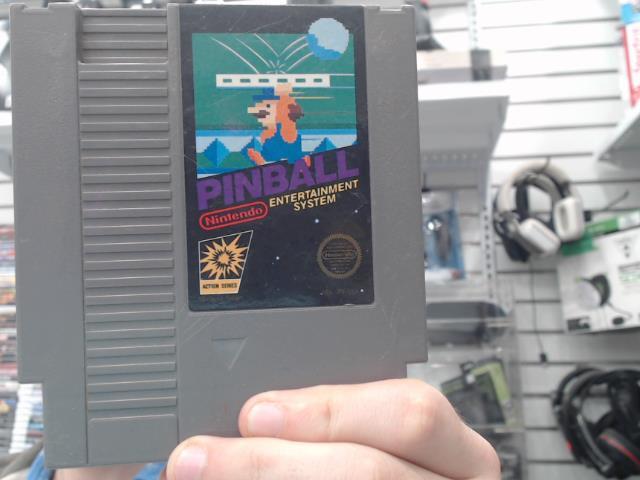 PINBALL
Nintendo
ENTERTAINMENT
SYSTEM
ACTION SERIES